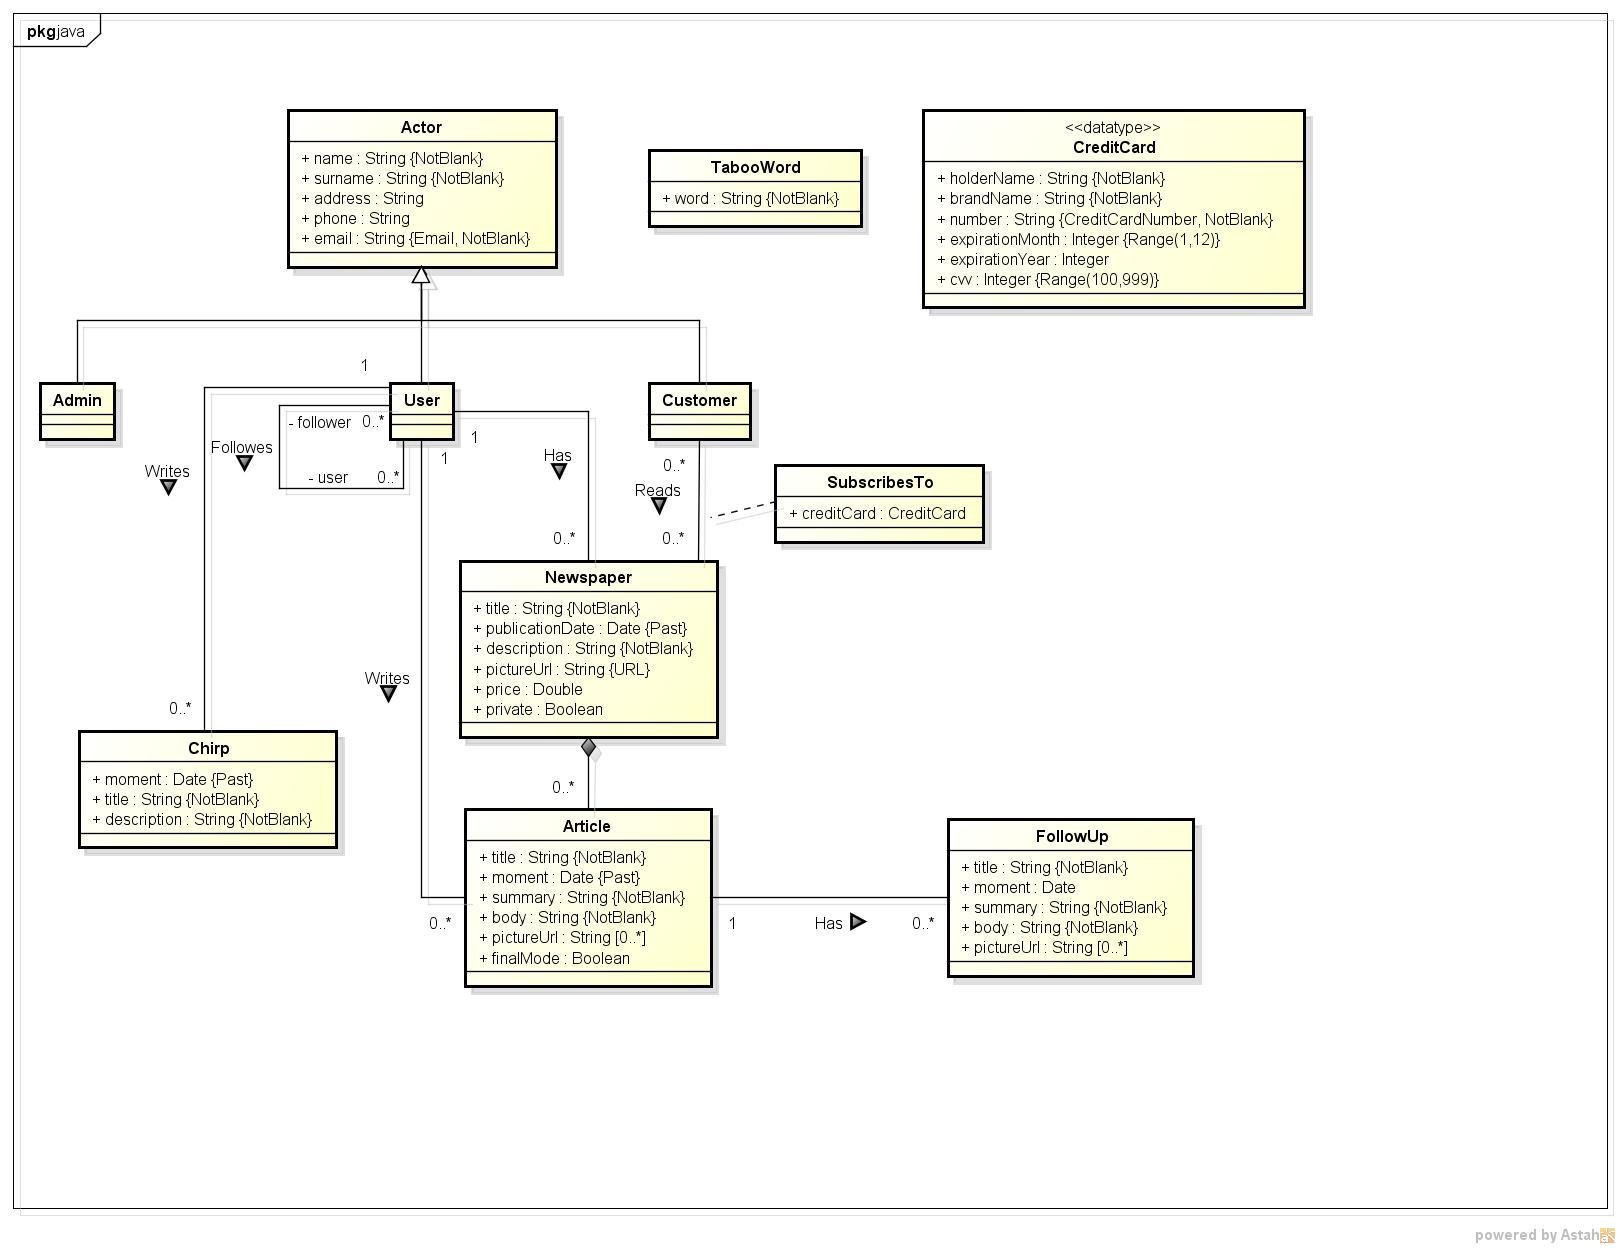 pkg java
Actor
+ name : String {NotBlank}
+ surname : String {NotBlank}
+ address : String
+ phone : String
+ email : String {Email, NotBlank}
TabooWord
+ word : String {NotBlank}
<<datatype>>
CreditCard
+ holderName : String {NotBlank}
+ brandName : String {NotBlank}
+ number : String {CreditCardNumber, NotBlank}
+ expirationMonth : Integer {Range(1,12)}
+ expirationYear : Integer
+ cvv : Integer {Range(100,999)}
Admin
1
User
Customer
- follower 0..*
Followes
- user 0..*
Writes
1
1
Has
0..*
0..*
Reads
0..*
SubscribesTo
+ creditCard : CreditCard
Newspaper
+ title : String {NotBlank}
+ publicationDate : Date {Past}
+ description : String {NotBlank}
+ pictureUrl : String {URL}
+ price : Double
+ private : Boolean
Writes
0..*
Chirp
+ moment : Date {Past}
+ title : String {NotBlank}
+ description : String {NotBlank}
0..*
Article
+ title : String {NotBlank}
+ moment : Date {Past}
+ summary : String {NotBlank}
+ body : String {NotBlank}
+ pictureUrl : String [0..*]
+ finalMode : Boolean
0..*
1
Has
0..*
FollowUp
+ title : String {NotBlank}
+ moment : Date
+ summary : String {NotBlank}
+ body : String {NotBlank}
+ pictureUrl : String [0..*]
powered by Astah